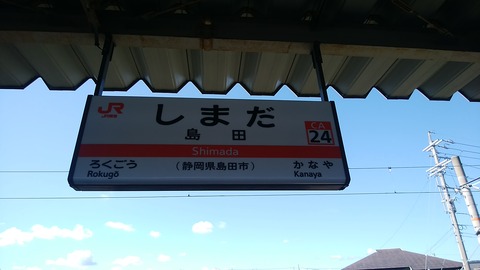 JR
しまだ
島田
CA
24
Shimada
ろくごう
Rokugō
（静岡県島田市）
かなや
Kanaya